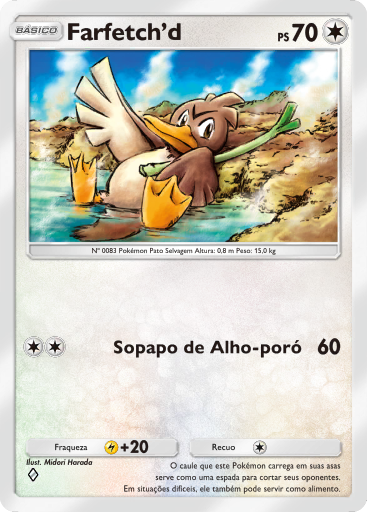 BÁSICO Farfetch'd PS 70
Nº 0083 Pokémon Pato Selvagem Altura: 0,8 m Peso: 15,0 kg
Sopapo de Alho-poró 60
Fraqueza +20 Recuo
Ilust. Midori Harada
O caule que este Pokémon carrega em suas asas
serve como uma espada para cortar seus oponentes.
Em situações difíceis, ele também pode servir como alimento.